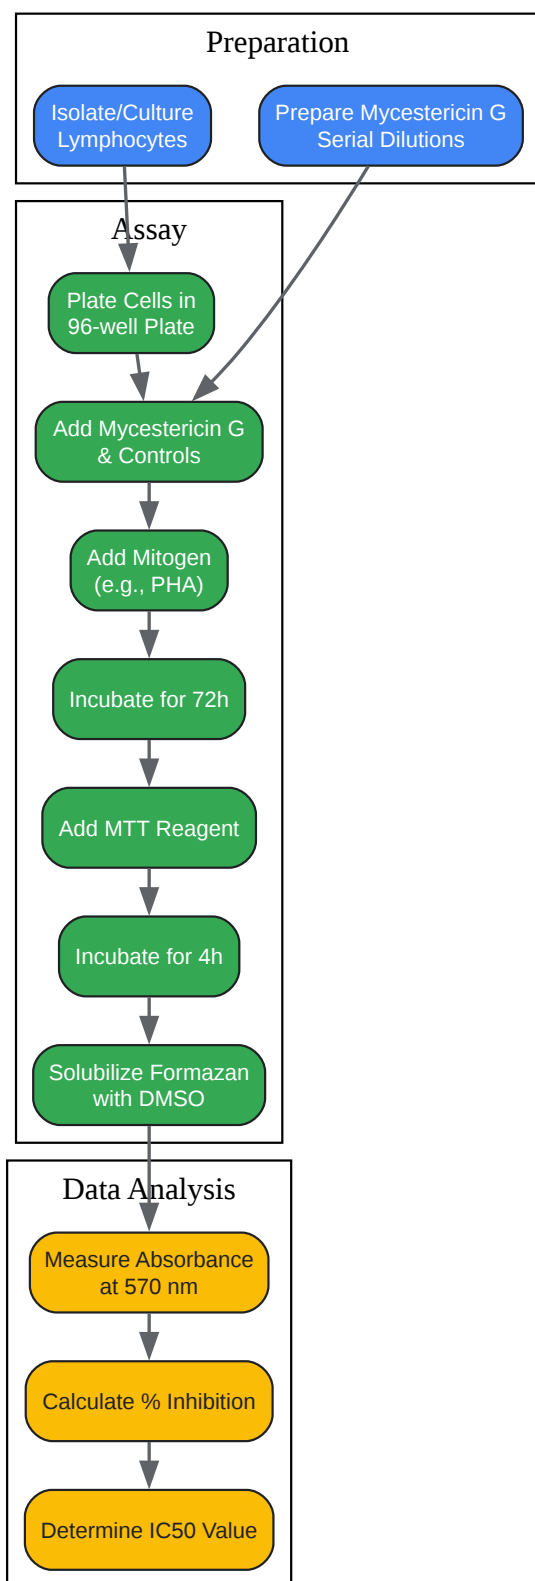 Preparation
Isolate/Culture
Lymphocytes
Prepare Mycestericin G
Serial Dilutions
Assay
Plate Cells in
96-well Plate
Add Mycestericin G
& Controls
Add Mitogen
(e.g., PHA)
Incubate for 72h
Add MTT Reagent
Incubate for 4h
Solubilize Formazan
with DMSO
Data Analysis
Measure Absorbance
at 570 nm
Calculate % Inhibition
Determine IC50 Value